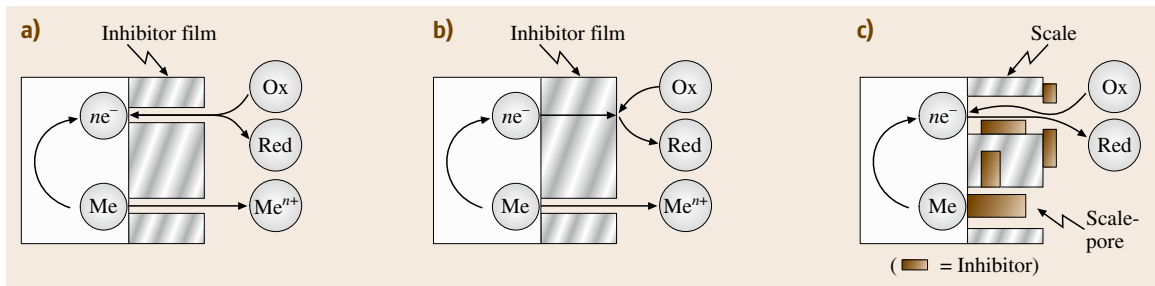 a)
Inhibitor film
Ox
ne⁻
Red
Me
Meⁿ⁺
b)
Inhibitor film
Ox
ne⁻
Red
Me
Meⁿ⁺
c)
Scale
Ox
ne⁻
Red
Me
Scale-
pore
( = Inhibitor)